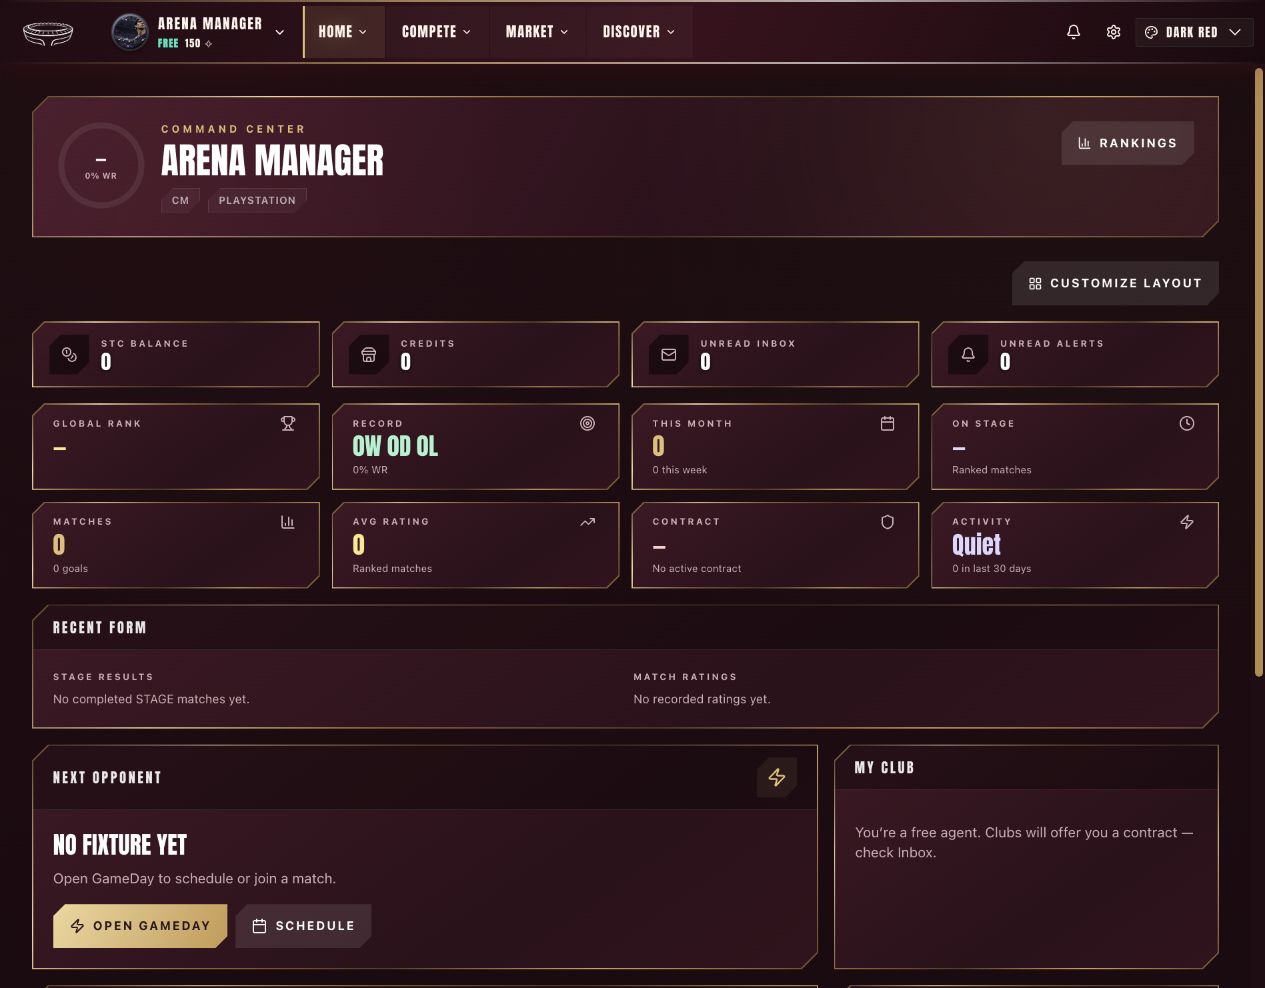 ARENA MANAGER
FREE 150
HOME
COMPETE
MARKET
DISCOVER
DARK RED
COMMAND CENTER
ARENA MANAGER
–
0% WR
CM
PLAYSTATION
RANKINGS
CUSTOMIZE LAYOUT
STC BALANCE
0
CREDITS
0
UNREAD INBOX
0
UNREAD ALERTS
0
GLOBAL RANK
–
RECORD
0W 0D 0L
0% WR
THIS MONTH
0
0 this week
ON STAGE
–
Ranked matches
MATCHES
0
0 goals
AVG RATING
0
Ranked matches
CONTRACT
–
No active contract
ACTIVITY
Quiet
0 in last 30 days
RECENT FORM
STAGE RESULTS
No completed STAGE matches yet.
MATCH RATINGS
No recorded ratings yet.
NEXT OPPONENT
NO FIXTURE YET
Open GameDay to schedule or join a match.
OPEN GAMEDAY
SCHEDULE
MY CLUB
You're a free agent. Clubs will offer you a contract —
check Inbox.